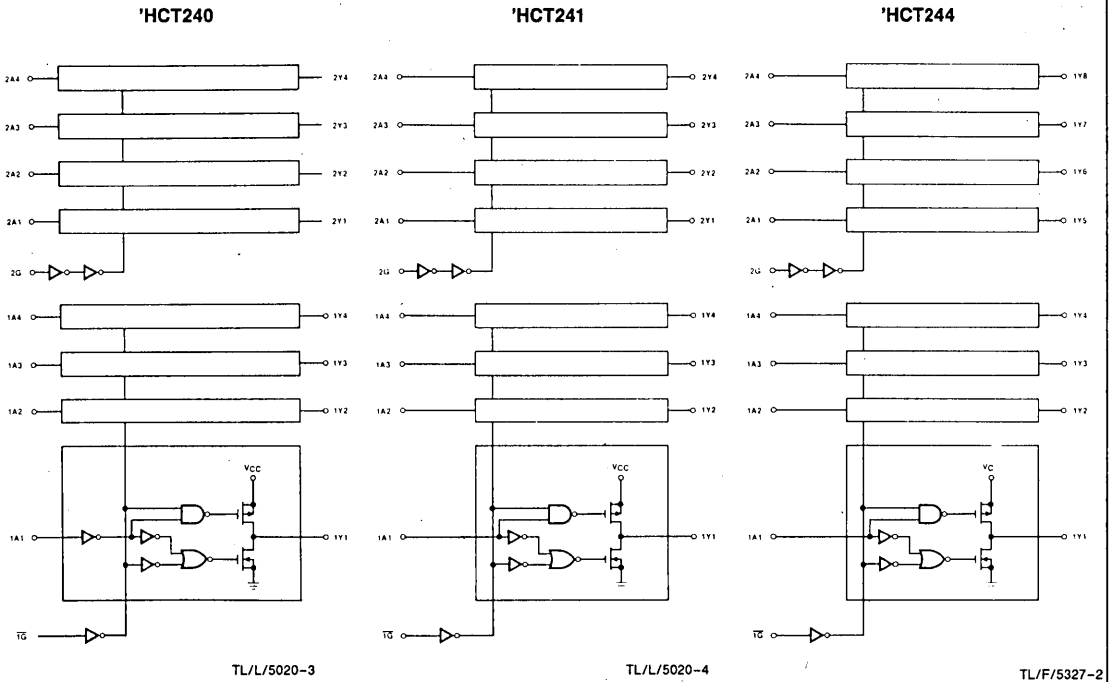 'HCT240
2A4 2Y4
2A3 2Y3
2A2 2Y2
2A1 2Y1
2G
1A4 1Y4
1A3 1Y3
1A2 1Y2
VCC
1A1 1Y1
1G
TL/L/5020-3
'HCT241
2A4 2Y4
2A3 2Y3
2A2 2Y2
2A1 2Y1
2G
1A4 1Y4
1A3 1Y3
1A2 1Y2
VCC
1A1 1Y1
1G
TL/L/5020-4
'HCT244
2A4 1Y8
2A3 1Y7
2A2 1Y6
2A1 1Y5
2G
1A4 1Y4
1A3 1Y3
1A2 1Y2
VC
1A1 1Y1
1G
TL/F/5327-2